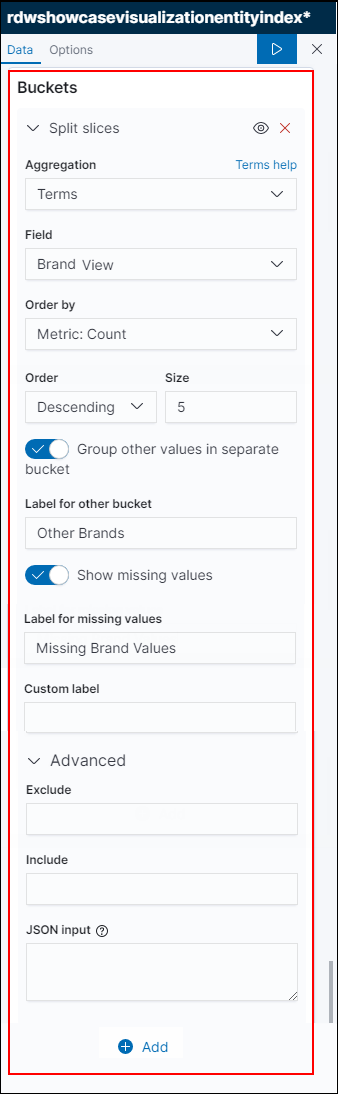 rdwshowcasevisualizationentityindex*
Data Options
Buckets
Split slices
Aggregation Terms help
Terms
Field
Brand View
Order by
Metric: Count
Order Size
Descending 5
Group other values in separate
bucket
Label for other bucket
Other Brands
Show missing values
Label for missing values
Missing Brand Values
Custom label
Advanced
Exclude
Include
JSON input ?
Add